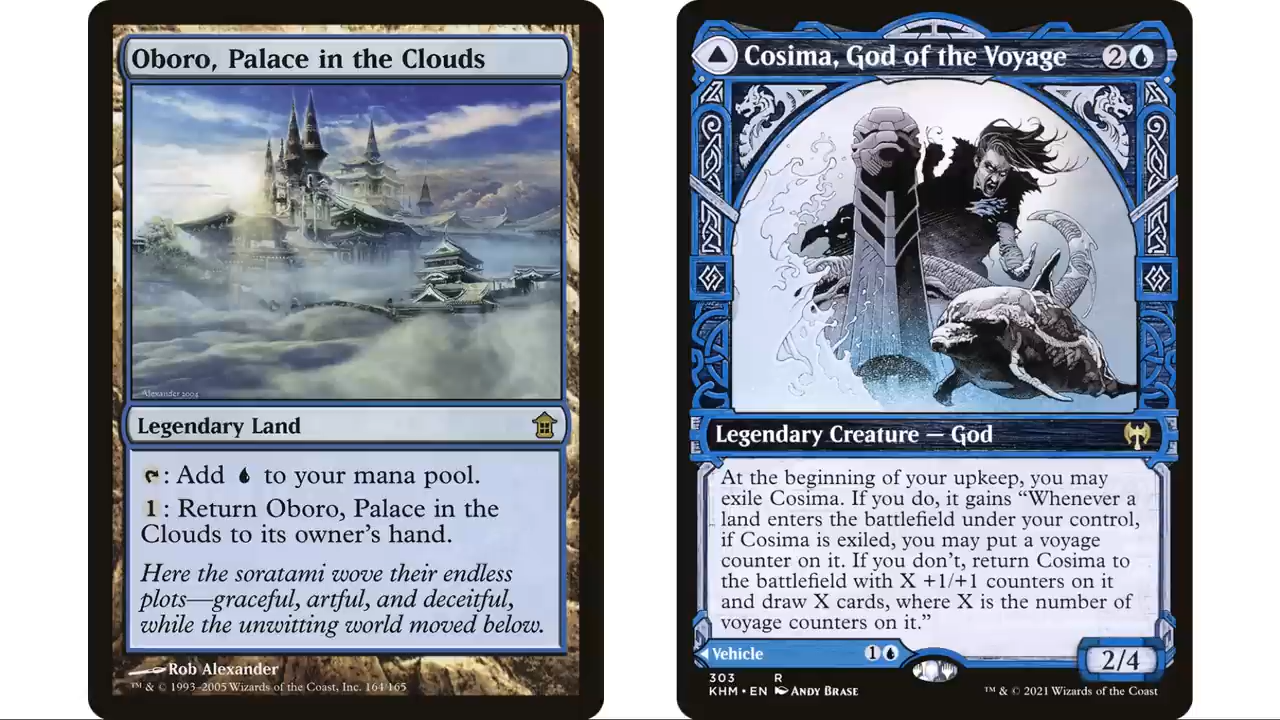 Oboro, Palace in the Clouds
Alexander 2004
Legendary Land
: Add to your mana pool.
1: Return Oboro, Palace in the
Clouds to its owner's hand.
Here the soratami wove their endless
plots—graceful, artful, and deceitful,
while the unwitting world moved below.
Rob Alexander
™ & © 1993–2005 Wizards of the Coast, Inc. 164/165
Cosima, God of the Voyage
2
Legendary Creature — God
At the beginning of your upkeep, you may
exile Cosima. If you do, it gains “Whenever a
land enters the battlefield under your control,
if Cosima is exiled, you may put a voyage
counter on it. If you don't, return Cosima to
the battlefield with X +1/+1 counters on it
and draw X cards, where X is the number of
voyage counters on it.”
Vehicle 1
2/4
303 R
KHM • EN Andy Brase
™ & © 2021 Wizards of the Coast